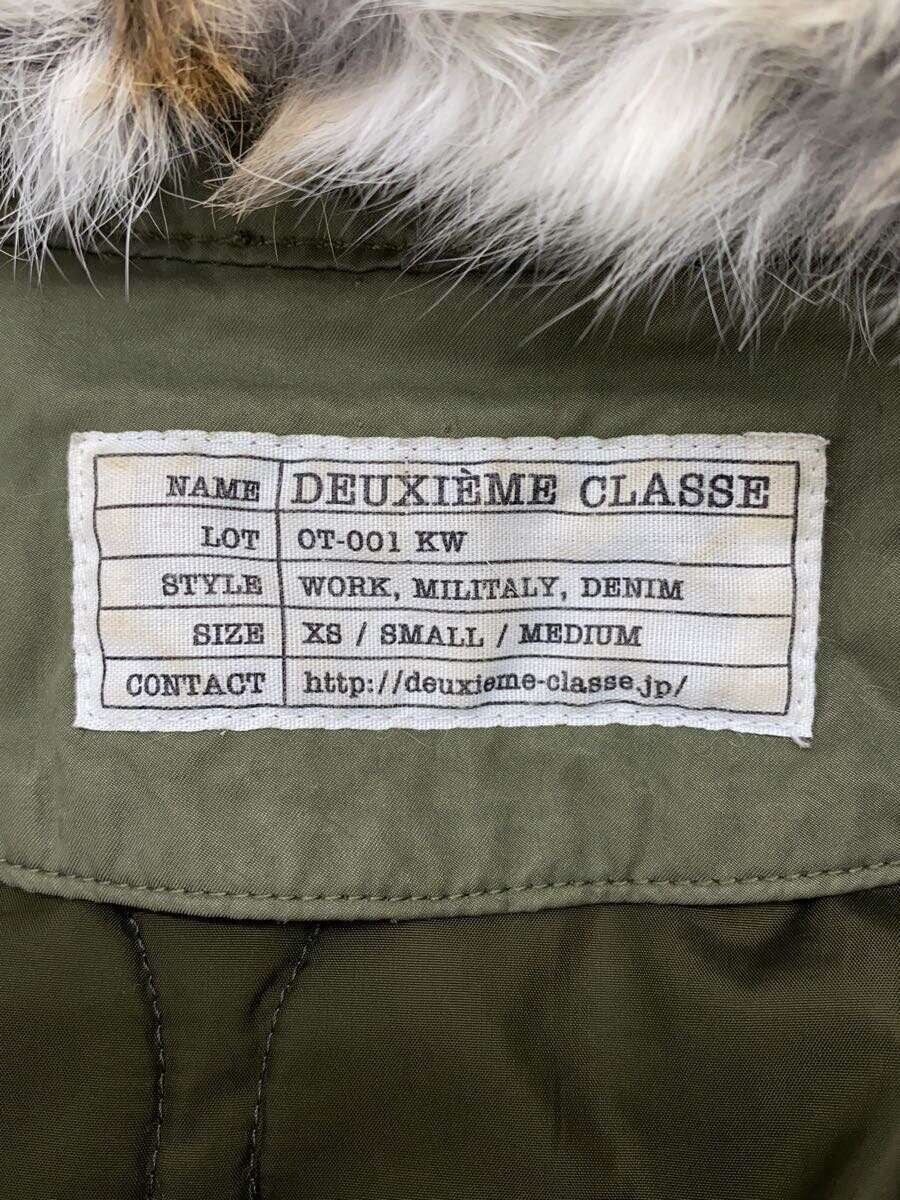 NAME DEUXIÈME CLASSE
LOT OT-001 KW
STYLE WORK, MILITALY, DENIM
SIZE XS / SMALL / MEDIUM
CONTACT http://deuxieme-classe.jp/